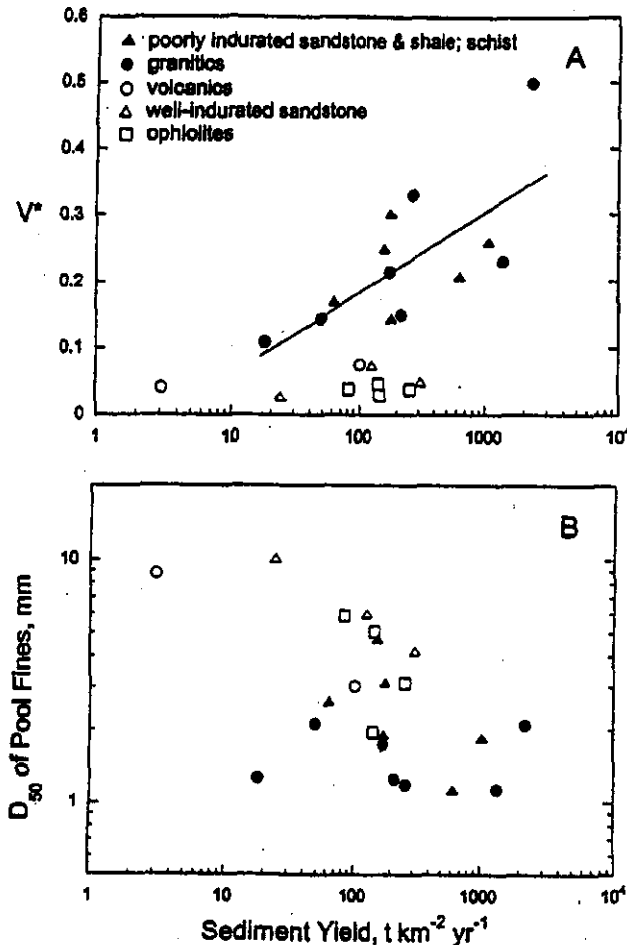 0.6
▲ poorly indurated sandstone & shale; schist
A
● granitics
0.5
○ volcanics
△ well-indurated sandstone
□ ophiolites
0.4
V*
0.3
0.2
0.1
0
1 10 100 1000 10⁴
B
10
D50 of Pool Fines, mm
1
1 10 100 1000 10⁴
Sediment Yield, t km⁻² yr⁻¹